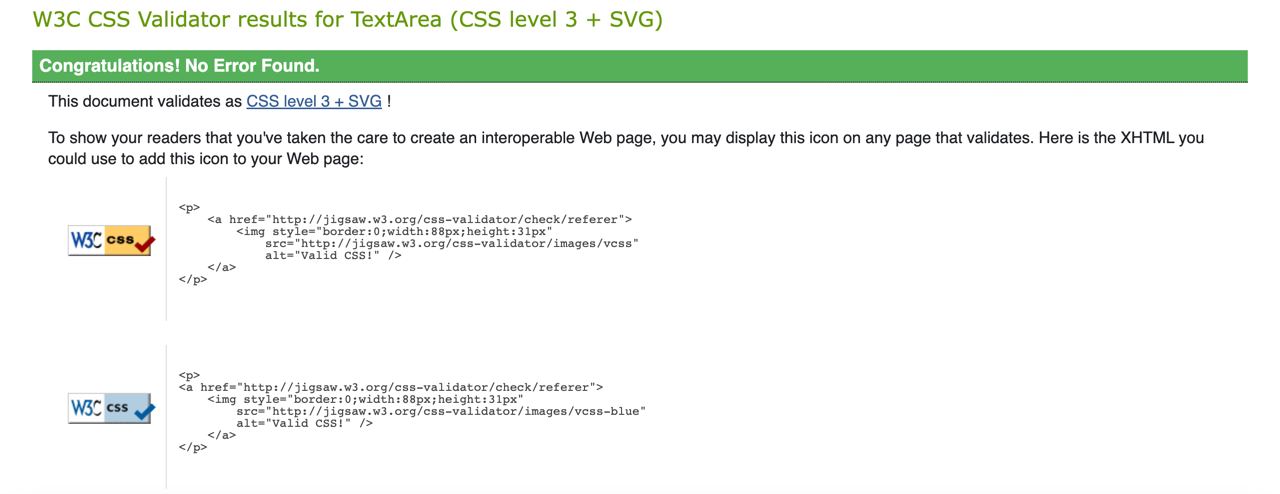 W3C CSS Validator results for TextArea (CSS level 3 + SVG)
Congratulations! No Error Found.
This document validates as CSS level 3 + SVG !
To show your readers that you've taken the care to create an interoperable Web page, you may display this icon on any page that validates. Here is the XHTML you
could use to add this icon to your Web page:
W3C css
<p>
    <a href="http://jigsaw.w3.org/css-validator/check/referer">
        <img style="border:0;width:88px;height:31px"
            src="http://jigsaw.w3.org/css-validator/images/vcss"
            alt="Valid CSS!" />
    </a>
</p>
W3C css
<p>
<a href="http://jigsaw.w3.org/css-validator/check/referer">
    <img style="border:0;width:88px;height:31px"
        src="http://jigsaw.w3.org/css-validator/images/vcss-blue"
        alt="Valid CSS!" />
    </a>
</p>